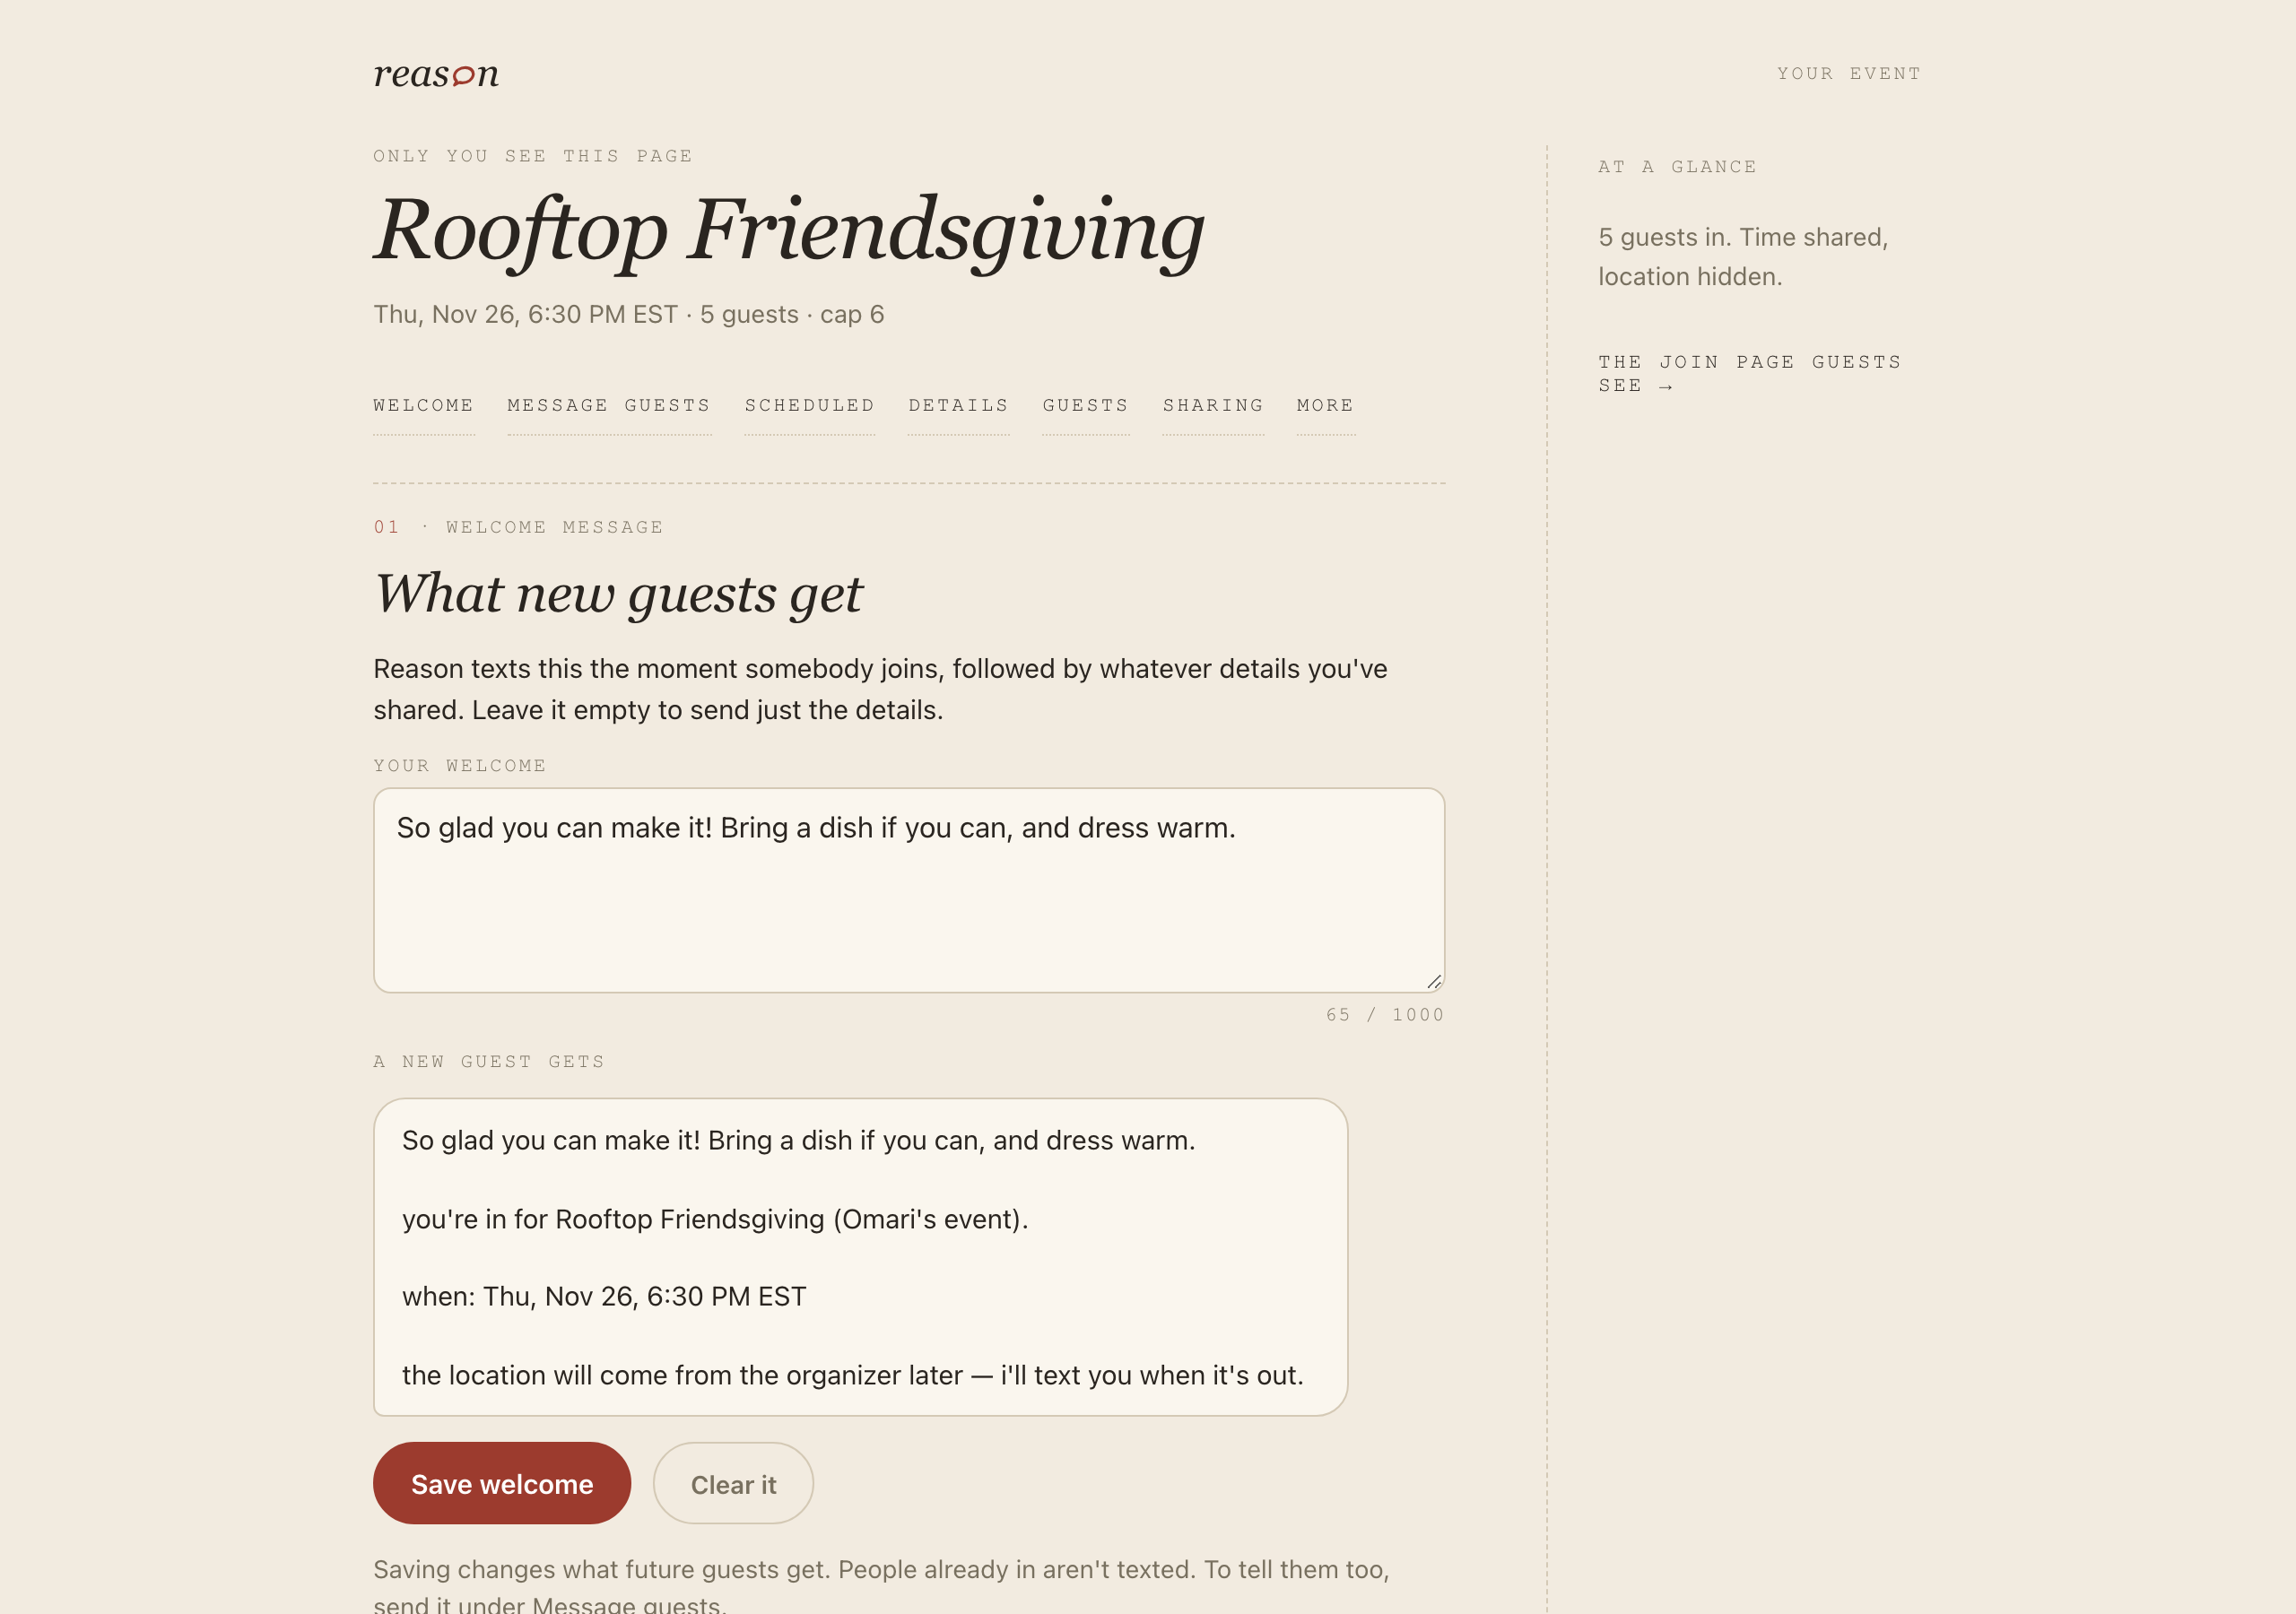 reason
YOUR EVENT
ONLY YOU SEE THIS PAGE
Rooftop Friendsgiving
Thu, Nov 26, 6:30 PM EST · 5 guests · cap 6
WELCOME MESSAGE GUESTS SCHEDULED DETAILS GUESTS SHARING MORE
01 · WELCOME MESSAGE
What new guests get
Reason texts this the moment somebody joins, followed by whatever details you've
shared. Leave it empty to send just the details.
YOUR WELCOME
So glad you can make it! Bring a dish if you can, and dress warm.
65 / 1000
A NEW GUEST GETS
So glad you can make it! Bring a dish if you can, and dress warm.
you're in for Rooftop Friendsgiving (Omari's event).
when: Thu, Nov 26, 6:30 PM EST
the location will come from the organizer later — i'll text you when it's out.
Save welcome
Clear it
Saving changes what future guests get. People already in aren't texted. To tell them too,
send it under Message guests.
AT A GLANCE
5 guests in. Time shared,
location hidden.
THE JOIN PAGE GUESTS
SEE →